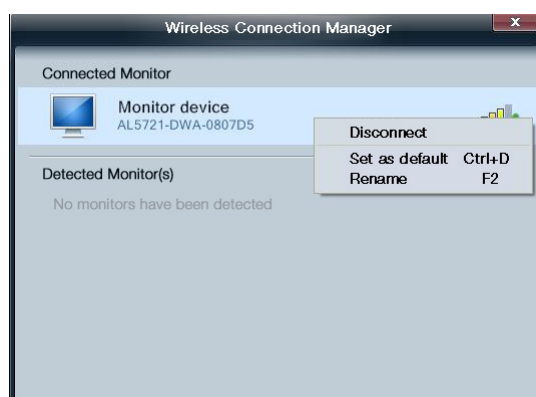 Wireless Connection Manager
x
Connected Monitor
Monitor device
AL5721-DWA-0807D5
Disconnect
Set as default Ctrl+D
Rename F2
Detected Monitor(s)
No monitors have been detected